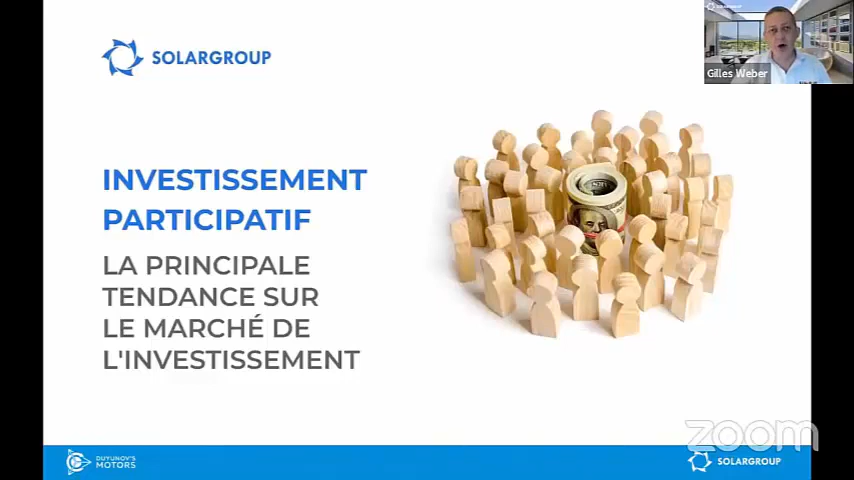 SOLARGROUP
Gilles Weber
INVESTISSEMENT
PARTICIPATIF
LA PRINCIPALE
TENDANCE SUR
LE MARCHÉ DE
L'INVESTISSEMENT
zoom
DUYUNOV'S
MOTORS
SOLARGROUP